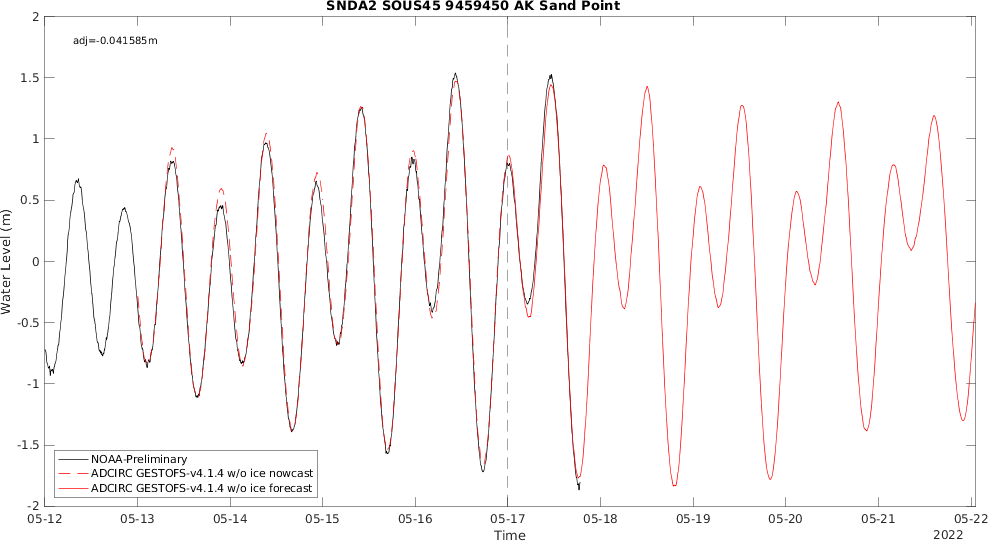 SNDA2 SOUS45 9459450 AK Sand Point
adj=-0.041585m
2
1.5
1
0.5
0
-0.5
-1
-1.5
-2
Water Level (m)
NOAA-Preliminary
ADCIRC GESTOFS-v4.1.4 w/o ice nowcast
ADCIRC GESTOFS-v4.1.4 w/o ice forecast
05-12 05-13 05-14 05-15 05-16 05-17 05-18 05-19 05-20 05-21 05-22
Time
2022